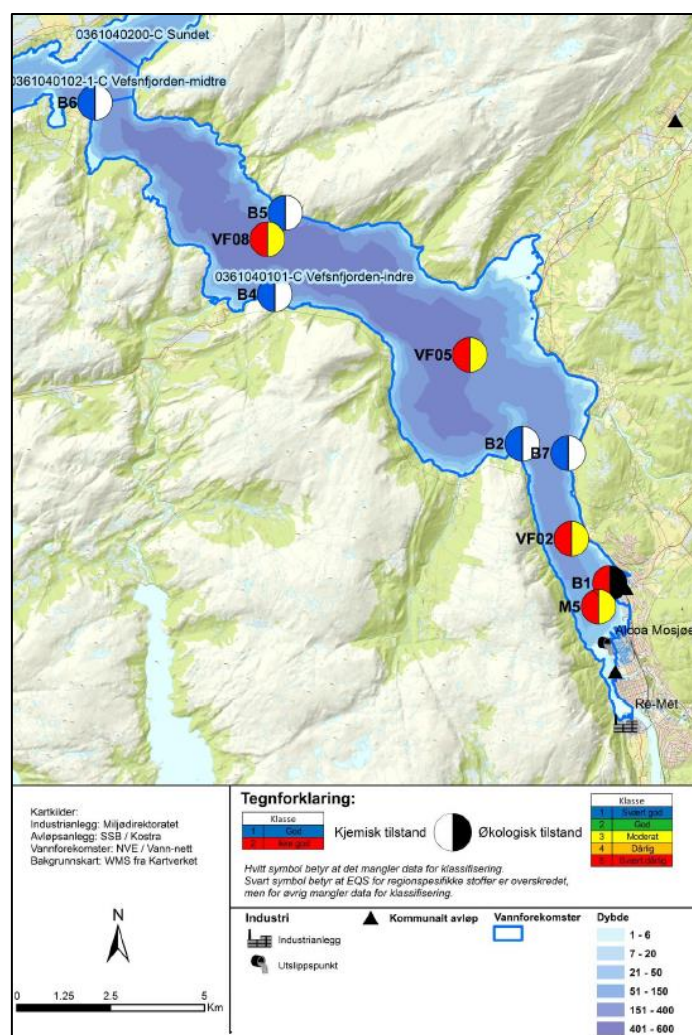 0361040200-C Sundet
0361040102-1-C Vefsnfjorden-midtre
B6
B5
VF08
0361040101-C Vefsnfjorden-indre
B4
VF05
B2
B7
VF02
B1
M5
Alcoa Mosjøe
Re-Met
Kartkilder:
Industrianlegg: Miljødirektoratet
Avløpsanlegg: SSB / Kostra
Vannforekomster: NVE / Vann-nett
Bakgrunnskart: WMS fra Kartverket
N
0 1.25 2.5 5
Km
Tegnforklaring:
Klasse
1 God
2 Ikke god
Kjemisk tilstand
Økologisk tilstand
Klasse
1 Svært god
2 God
3 Moderat
4 Dårlig
5 Svært dårlig
Hvitt symbol betyr at det mangler data for klassifisering.
Svart symbol betyr at EQS for regionspesifikke stoffer er overskredet,
men for øvrig mangler data for klassifisering.
Industri
Industrianlegg
Utslippspunkt
Kommunalt avløp
Vannforekomster
Dybde
1 - 6
7 - 20
21 - 50
51 - 150
151 - 400
401 - 600